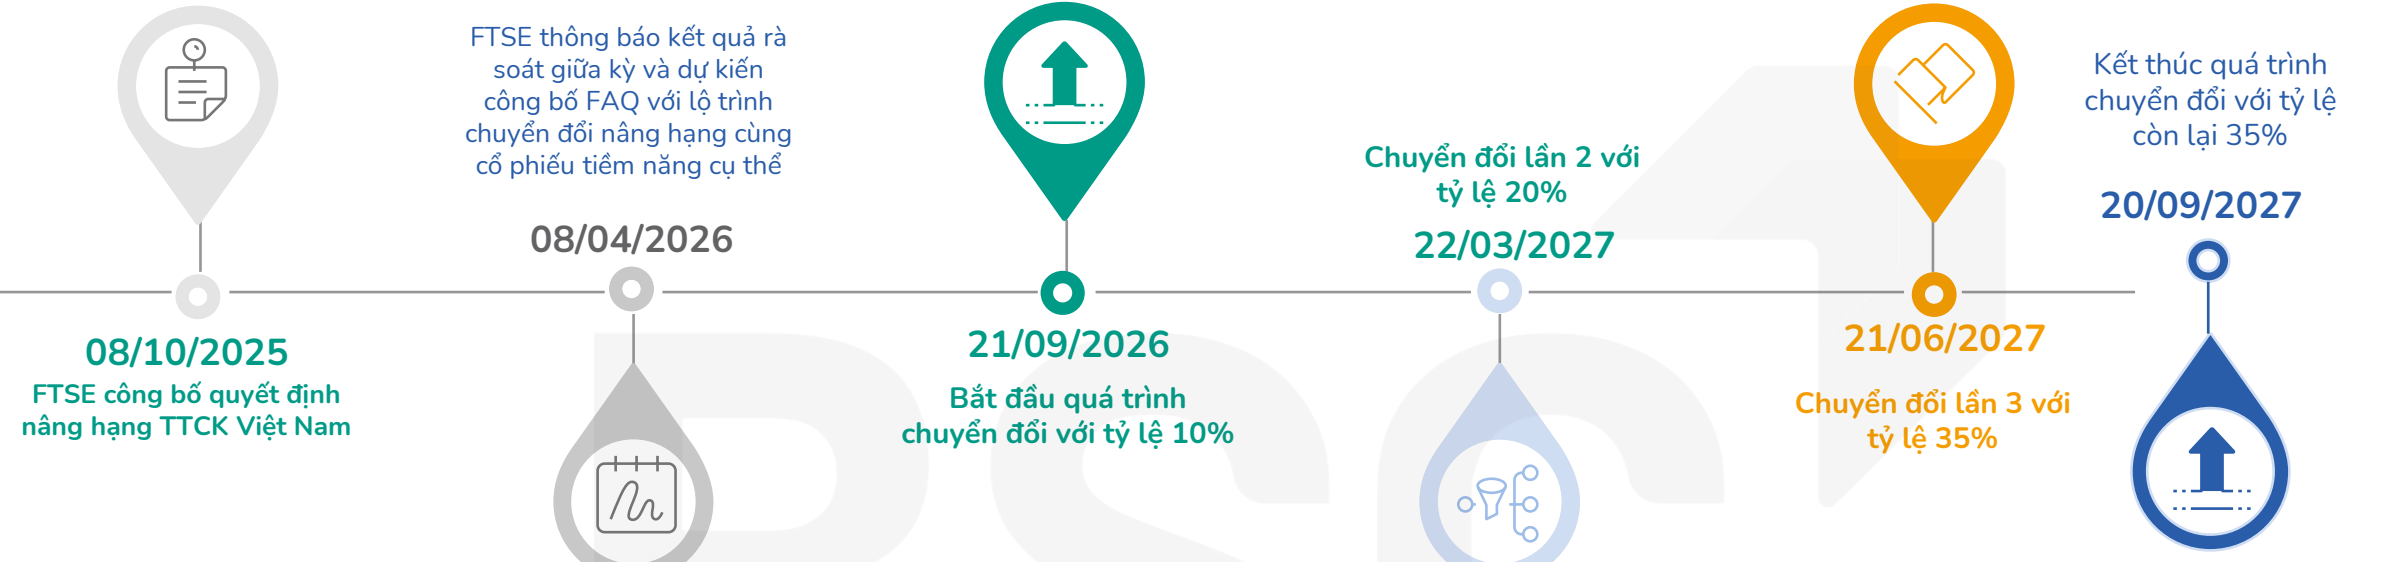 08/10/2025
FTSE công bố quyết định
nâng hạng TTCK Việt Nam
FTSE thông báo kết quả rà
soát giữa kỳ và dự kiến
công bố FAQ với lộ trình
chuyển đổi nâng hạng cùng
cổ phiếu tiềm năng cụ thể
08/04/2026
21/09/2026
Bắt đầu quá trình
chuyển đổi với tỷ lệ 10%
Chuyển đổi lần 2 với
tỷ lệ 20%
22/03/2027
21/06/2027
Chuyển đổi lần 3 với
tỷ lệ 35%
Kết thúc quá trình
chuyển đổi với tỷ lệ
còn lại 35%
20/09/2027